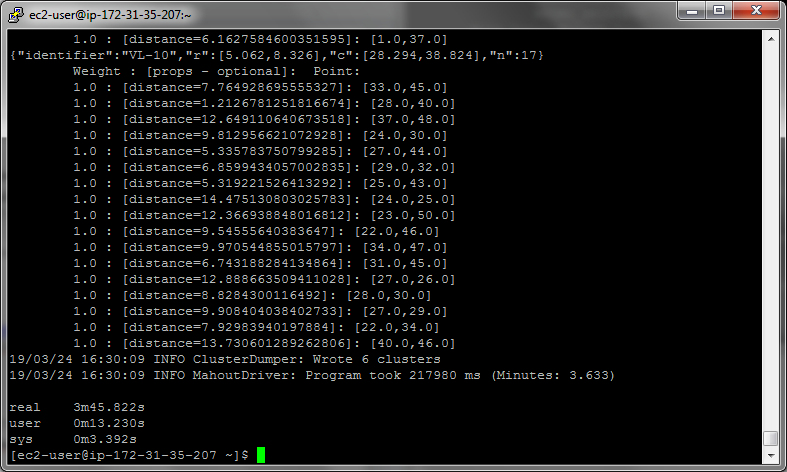 ec2-user@ip-172-31-35-207:~
1.0 : [distance=6.1627584600351595]: [1.0,37.0]
{"identifier":"VL-10","r":[5.062,8.326],"c":[28.294,38.824],"n":17}
Weight : [props - optional]:  Point:
1.0 : [distance=7.764928695555327]: [33.0,45.0]
1.0 : [distance=1.2126781251816674]: [28.0,40.0]
1.0 : [distance=12.649110640673518]: [37.0,48.0]
1.0 : [distance=9.812956621072928]: [24.0,30.0]
1.0 : [distance=5.335783750799285]: [27.0,44.0]
1.0 : [distance=6.8599434057002835]: [29.0,32.0]
1.0 : [distance=5.319221526413292]: [25.0,43.0]
1.0 : [distance=14.475130803025783]: [24.0,25.0]
1.0 : [distance=12.366938848016812]: [23.0,50.0]
1.0 : [distance=9.54555640383647]: [22.0,46.0]
1.0 : [distance=9.970544855015797]: [34.0,47.0]
1.0 : [distance=6.743188284134864]: [31.0,45.0]
1.0 : [distance=12.888663509411028]: [27.0,26.0]
1.0 : [distance=8.8284300116492]: [28.0,30.0]
1.0 : [distance=9.908404038402733]: [27.0,29.0]
1.0 : [distance=7.92983940197884]: [22.0,34.0]
1.0 : [distance=13.730601289262806]: [40.0,46.0]
19/03/24 16:30:09 INFO ClusterDumper: Wrote 6 clusters
19/03/24 16:30:09 INFO MahoutDriver: Program took 217980 ms (Minutes: 3.633)
real    3m45.822s
user    0m13.230s
sys     0m3.392s
[ec2-user@ip-172-31-35-207 ~]$